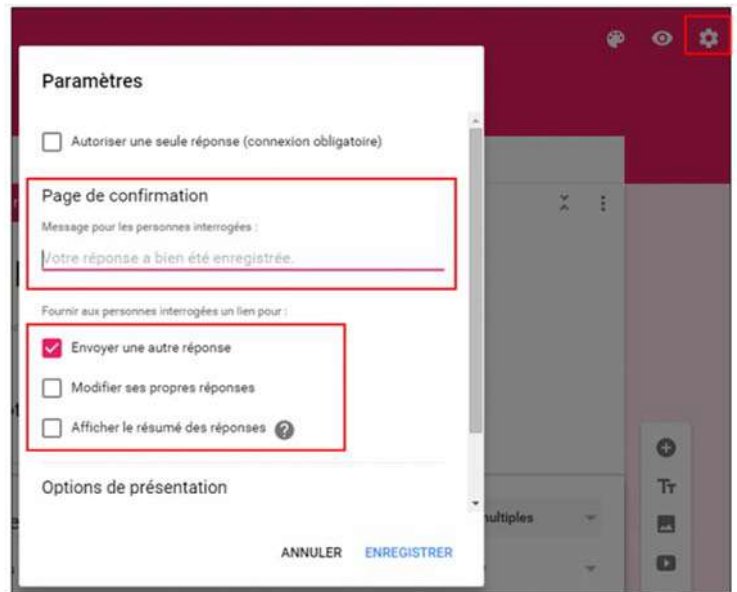 Paramètres
Autoriser une seule réponse (connexion obligatoire)
Page de confirmation
Message pour les personnes interrogées :
Votre réponse a bien été enregistrée.
Fournir aux personnes interrogées un lien pour :
Envoyer une autre réponse
Modifier ses propres réponses
Afficher le résumé des réponses ?
Options de présentation
Tт
multiples
ANNULER ENREGISTRER